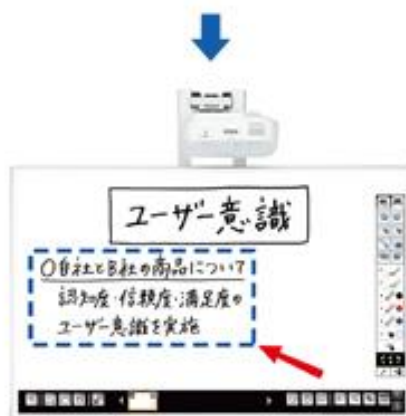 ユーザー意識
○自社とB社の商品について
認知度・信頼度・満足度の
ユーザー意識を実施